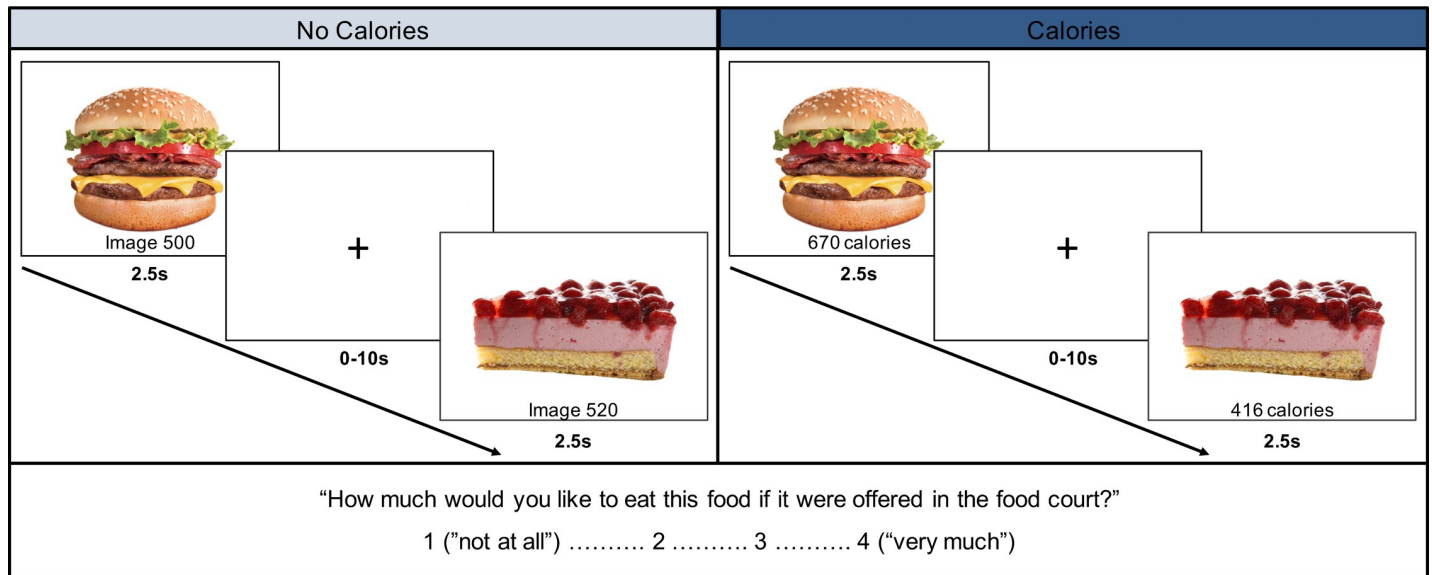 No Calories
Image 500
2.5s
+
0-10s
Image 520
2.5s
Calories
670 calories
2.5s
+
0-10s
416 calories
2.5s
“How much would you like to eat this food if it were offered in the food court?”
1 (”not at all”) ………. 2 ………. 3 ………. 4 (“very much”)